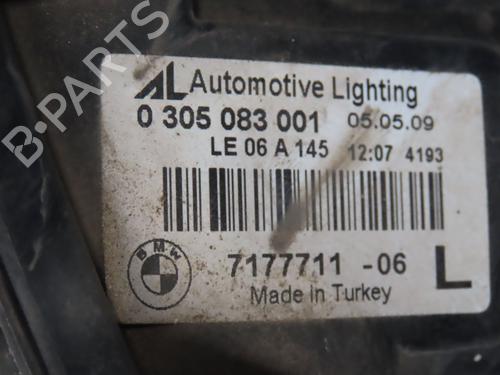 AL Automotive Lighting
0 305 083 001 05.05.09
LE 06 A 145 12:07 4193
BMW 7177711 -06 L
Made in Turkey